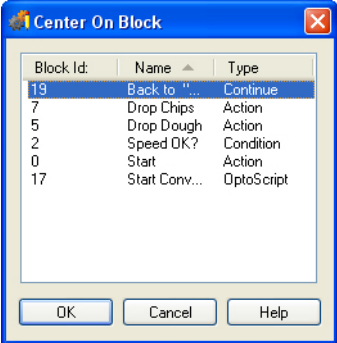 Center On Block
Block Id: Name Type
19 Back to "... Continue
7 Drop Chips Action
5 Drop Dough Action
2 Speed OK? Condition
0 Start Action
17 Start Conv... OptoScript
OK Cancel Help